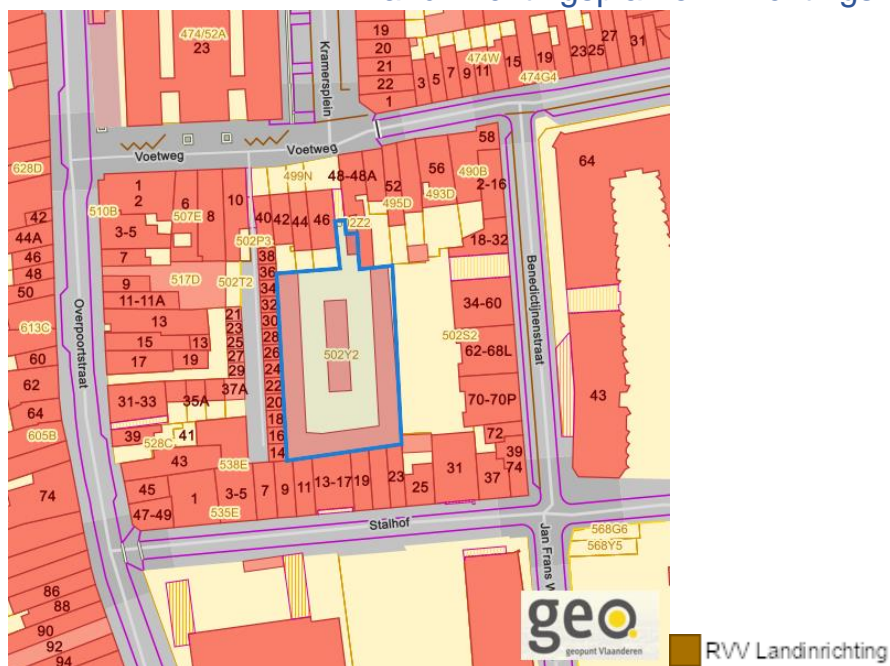 474/52A
23
Kramersplein
19
20
21
22
1
474W
3 5 7 9 11 15 19 23 25 27 31
474G4
Voetweg
Voetweg
58
64
628D
499N
48-48A
52
56
490B
2-16
493D
495D
1
2
6
8
10
507E
510B
3-5
7
40 42 44 46
502Z2
502P3
42
44A
46
48
50
18-32
38
36
34
32
30
28
26
24
22
20
18
16
14
517D
502T2
9
11-11A
13
15
13
17
19
21
23
25
27
29
37A
Overpoortstraat
613C
60
62
64
605B
74
502Y2
502S2
34-60
62-68L
70-70P
72
39
74
Benedictijnenstraat
43
31-33
35A
39
41
528C
43
538E
45
47-49
1
3-5
535E
7 9 11 13-17 19 23
25
31
37
Stalhof
Jan Frans W
568G6
568Y5
86
88
90
92
94
geo
geopunt Vlaanderen
RVV Landinrichting